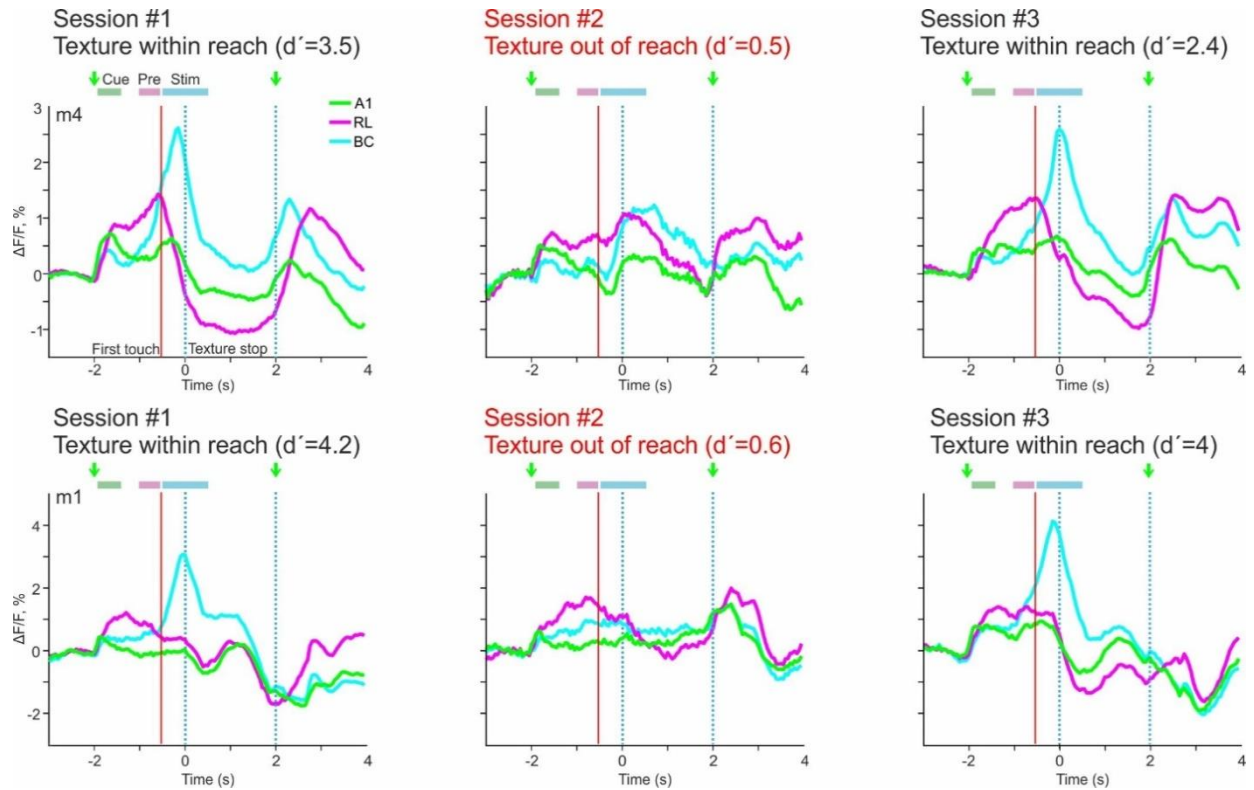 Session #1
Texture within reach (d´=3.5)
Session #2
Texture out of reach (d´=0.5)
Session #3
Texture within reach (d´=2.4)
Cue Pre Stim
m4
A1
RL
BC
3
2
1
0
-1
ΔF/F, %
First touch
Texture stop
-2 0 2 4
Time (s)
-2 0 2 4
Time (s)
-2 0 2 4
Time (s)
Session #1
Texture within reach (d´=4.2)
Session #2
Texture out of reach (d´=0.6)
Session #3
Texture within reach (d´=4)
m1
4
2
0
-2
ΔF/F, %
-2 0 2 4
Time (s)
-2 0 2 4
Time (s)
-2 0 2 4
Time (s)